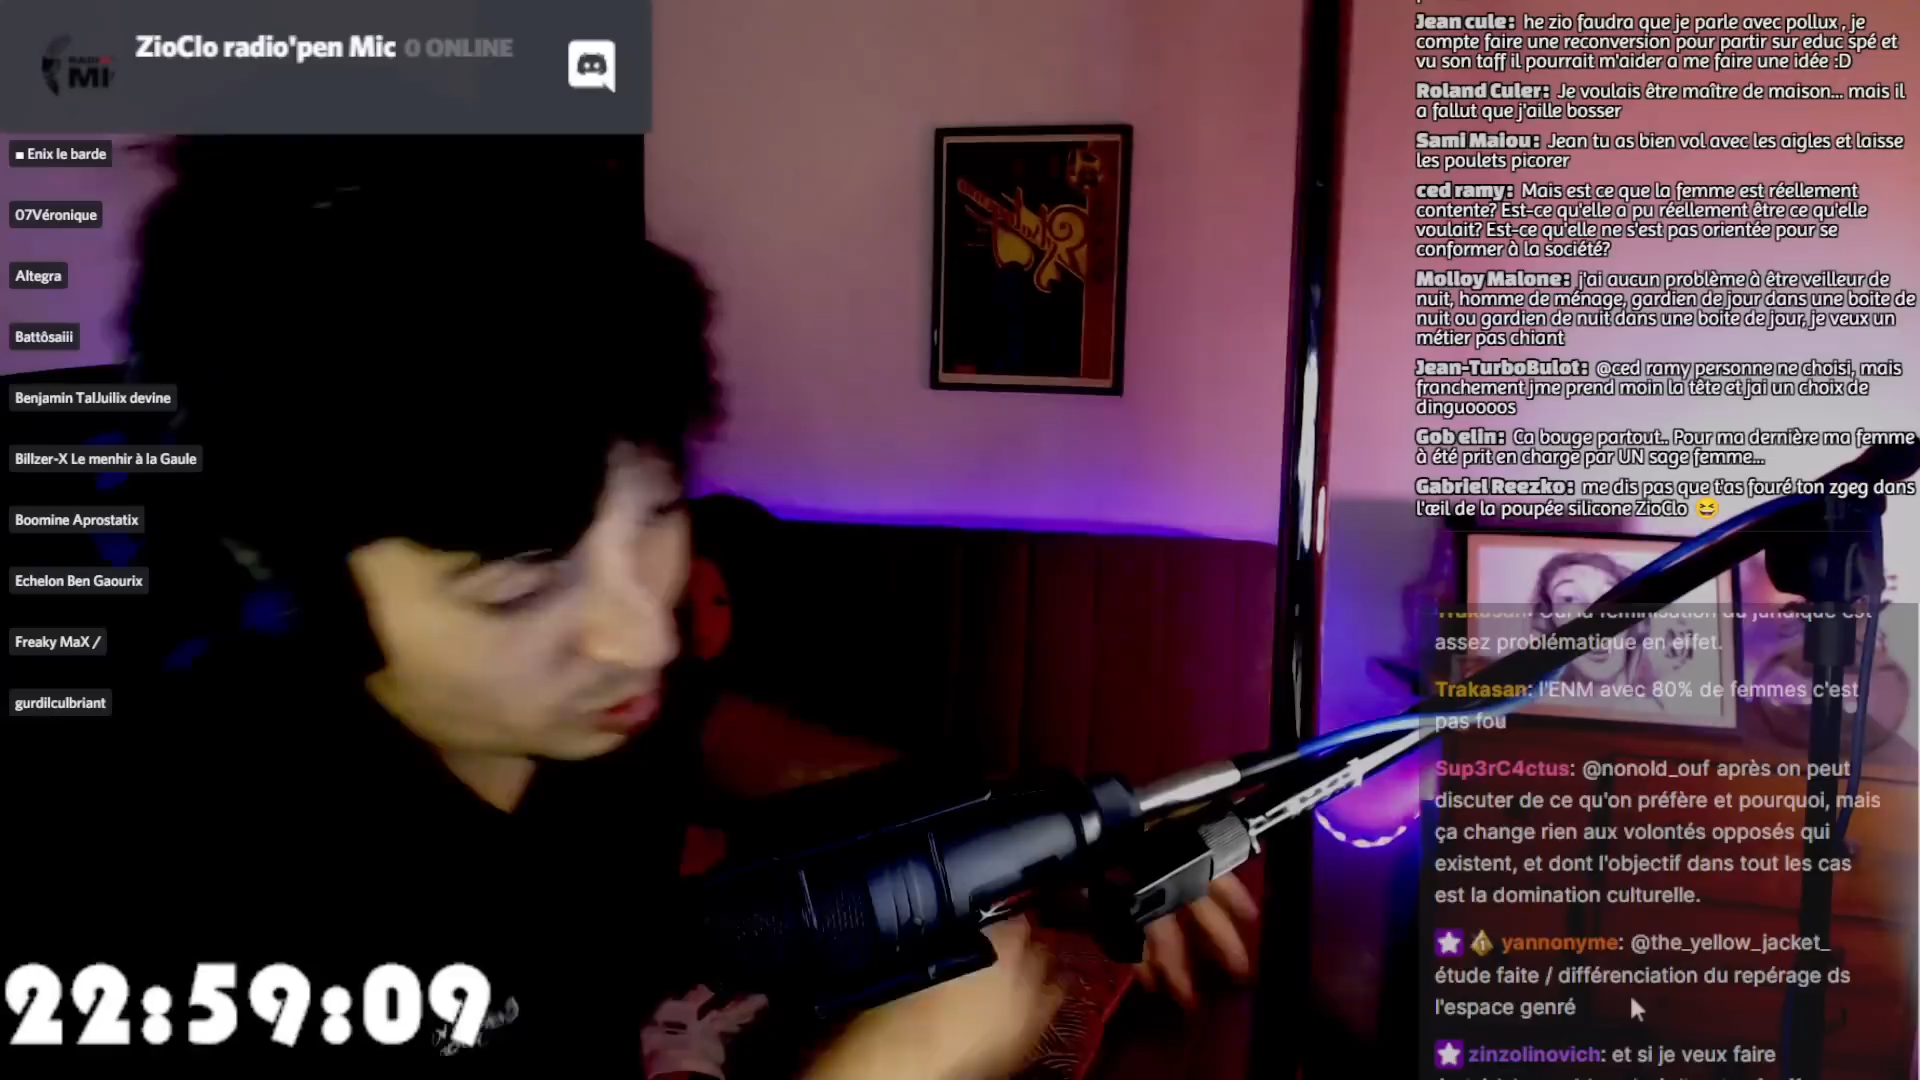 ZioClo radio'pen Mic 0 ONLINE
MI
Enix le barde
07Véronique
Altegra
Battôsaiii
Benjamin TalJuilix devine
Billzer-X Le menhir à la Gaule
Boomine Aprostatix
Echelon Ben Gaourix
Freaky MaX /
gurdilculbriant
22:59:09
Jean cule: he zio faudra que je parle avec pollux , je
compte faire une reconversion pour partir sur educ spé et
vu son taff il pourrait m'aider a me faire une idée :D
Roland Culer: Je voulais être maître de maison... mais il
a fallut que j'aille bosser
Sami Maiou: Jean tu as bien vol avec les aigles et laisse
les poulets picorer
ced ramy: Mais est ce que la femme est réellement
contente? Est-ce qu'elle a pu réellement être ce qu'elle
voulait? Est-ce qu'elle ne s'est pas orientée pour se
conformer à la société?
Molloy Malone: j'ai aucun problème à être veilleur de
nuit, homme de ménage, gardien de jour dans une boite de
nuit ou gardien de nuit dans une boite de jour, je veux un
métier pas chiant
Jean-TurboBulot: @ced ramy personne ne choisi, mais
franchement jme prend moin la tête et jai un choix de
dinguoooos
Gob elin: Ca bouge partout.. Pour ma dernière ma femme
à été prit en charge par UN sage femme...
Gabriel Reezko: me dis pas que t'as fouré ton zgeg dans
l'œil de la poupée silicone ZioClo 😆
Trakasan: Oui la féminisation du juridique est
assez problématique en effet.
Trakasan: l'ENM avec 80% de femmes c'est
pas fou
Sup3rC4ctus: @nonold_ouf après on peut
discuter de ce qu'on préfère et pourquoi, mais
ça change rien aux volontés opposés qui
existent, et dont l'objectif dans tout les cas
est la domination culturelle.
yannonyme: @the_yellow_jacket_
étude faite / différenciation du repérage ds
l'espace genré
zinzolinovich: et si je veux faire